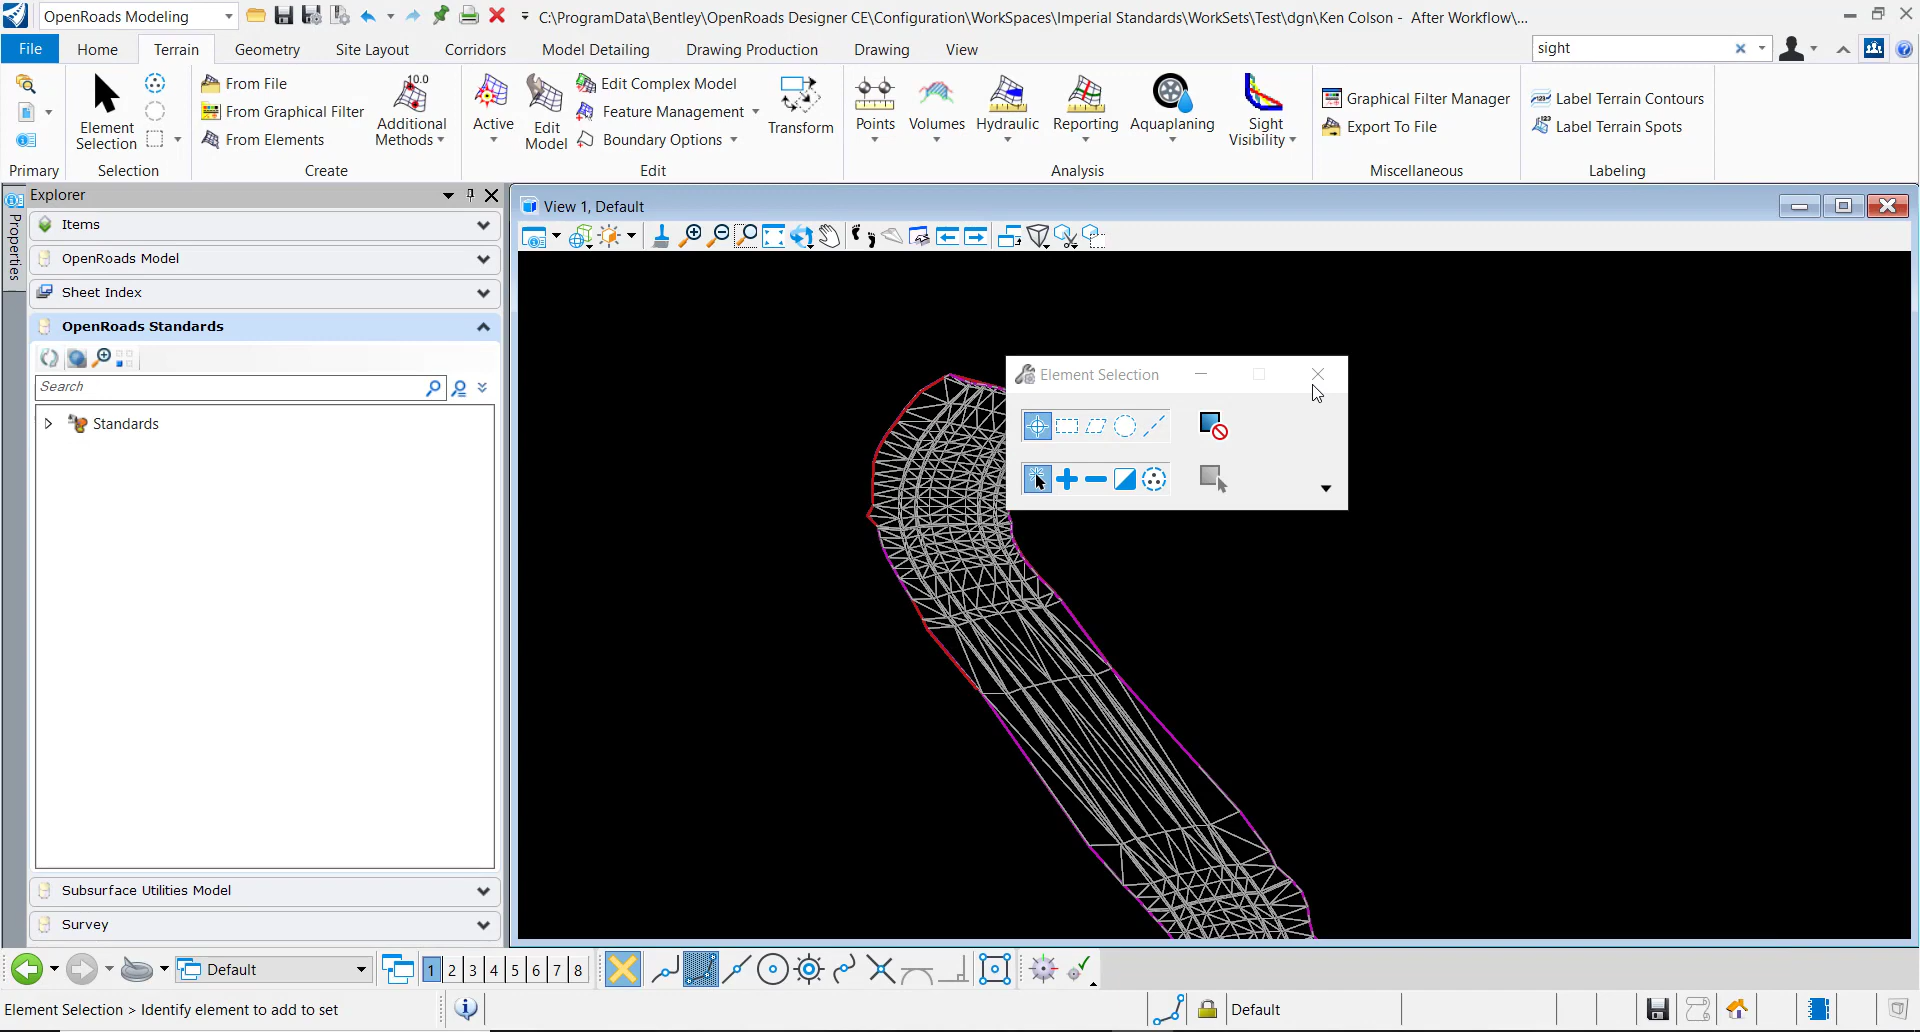 OpenRoads Modeling
C:\ProgramData\Bentley\OpenRoads Designer CE\Configuration\WorkSpaces\Imperial Standards\WorkSets\Test\dgn\Ken Colson - After Workflow\...
File Home Terrain Geometry Site Layout Corridors Model Detailing Drawing Production Drawing View
sight
Element
Selection
From File
From Graphical Filter
From Elements
10.0
Additional
Methods
Active
Edit
Model
Edit Complex Model
Feature Management
Boundary Options
Transform
Points
Volumes
Hydraulic
Reporting
Aquaplaning
Sight
Visibility
Graphical Filter Manager
Export To File
Label Terrain Contours
Label Terrain Spots
Primary Selection Create Edit Analysis Miscellaneous Labeling
Properties
Explorer
Items
OpenRoads Model
Sheet Index
OpenRoads Standards
Search
Standards
Subsurface Utilities Model
Survey
View 1, Default
Element Selection
Default
1 2 3 4 5 6 7 8
Element Selection > Identify element to add to set
Default